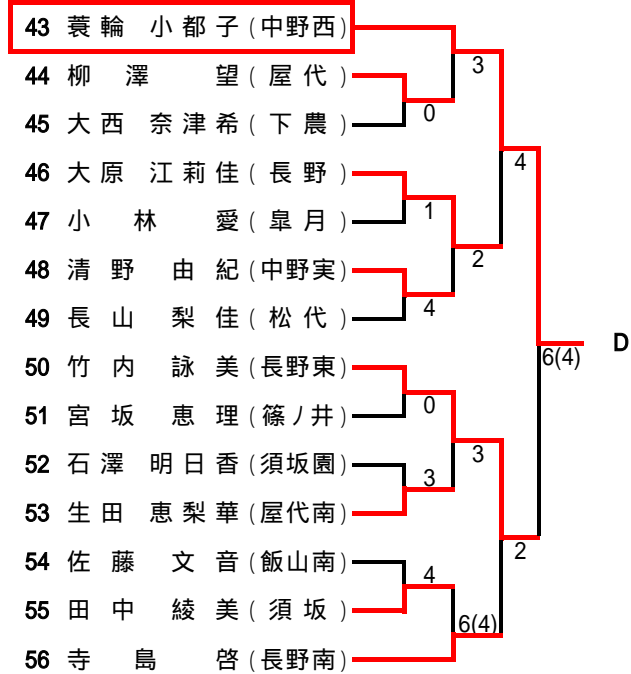 43 蓑輪 小都子(中野西)
3
44 柳澤 望(屋代)
0
45 大西 奈津希(下農)
4
46 大原 江莉佳(長野)
1
47 小林 愛(皐月)
2
48 清野 由紀(中野実)
4
49 長山 梨佳(松代)
6(4) D
50 竹内 詠美(長野東)
0
51 宮坂 恵理(篠ノ井)
3
52 石澤 明日香(須坂園)
3
53 生田 恵梨華(屋代南)
2
54 佐藤 文音(飯山南)
4
55 田中 綾美(須坂)
6(4)
56 寺島 啓(長野南)